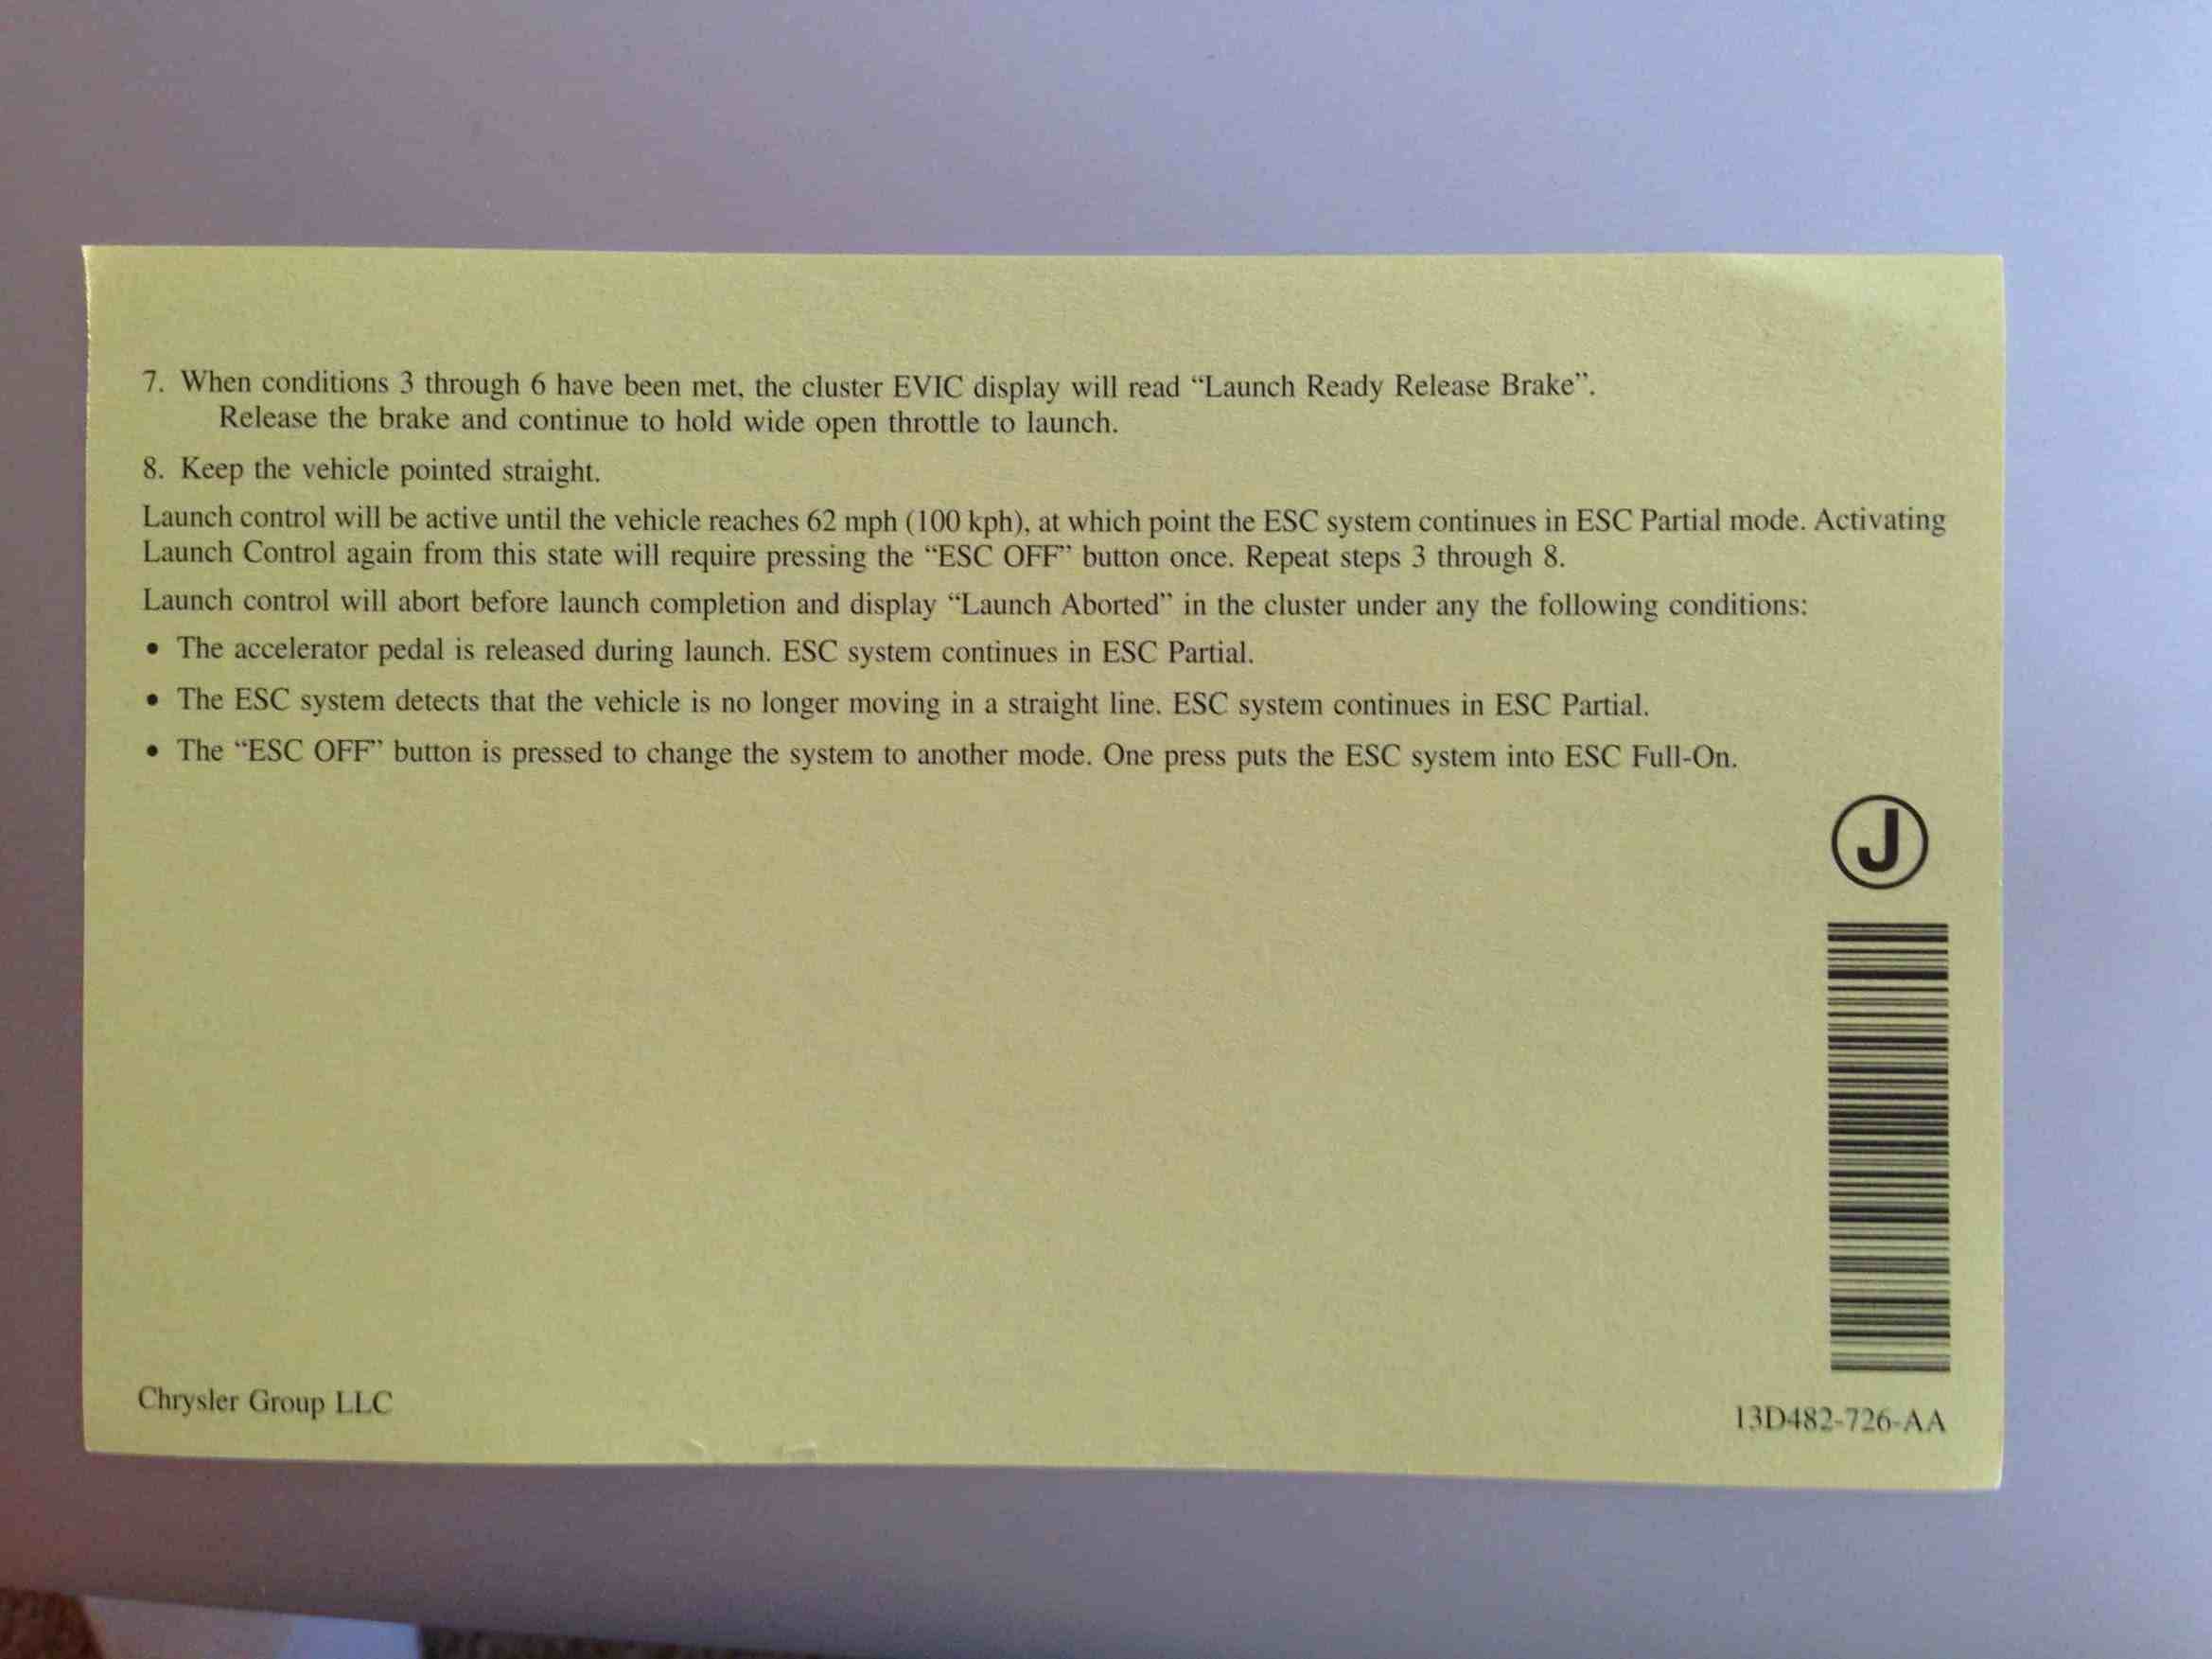 7. When conditions 3 through 6 have been met, the cluster EVIC display will read “Launch Ready Release Brake”.
Release the brake and continue to hold wide open throttle to launch.
8. Keep the vehicle pointed straight.
Launch control will be active until the vehicle reaches 62 mph (100 kph), at which point the ESC system continues in ESC Partial mode. Activating
Launch Control again from this state will require pressing the “ESC OFF” button once. Repeat steps 3 through 8.
Launch control will abort before launch completion and display “Launch Aborted” in the cluster under any the following conditions:
• The accelerator pedal is released during launch. ESC system continues in ESC Partial.
• The ESC system detects that the vehicle is no longer moving in a straight line. ESC system continues in ESC Partial.
• The “ESC OFF” button is pressed to change the system to another mode. One press puts the ESC system into ESC Full-On.
J
Chrysler Group LLC
13D482-726-AA